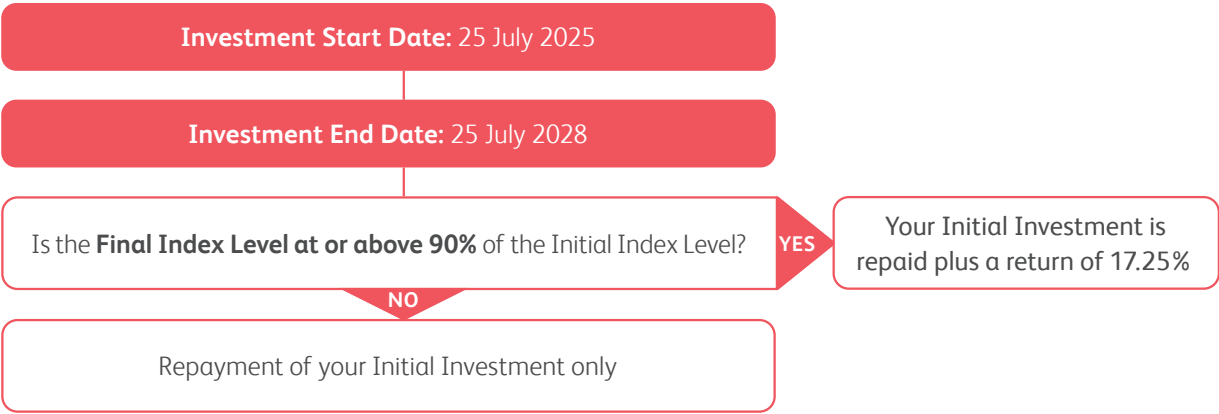 Investment Start Date: 25 July 2025
Investment End Date: 25 July 2028
Is the Final Index Level at or above 90% of the Initial Index Level?
YES
Your Initial Investment is
repaid plus a return of 17.25%
NO
Repayment of your Initial Investment only